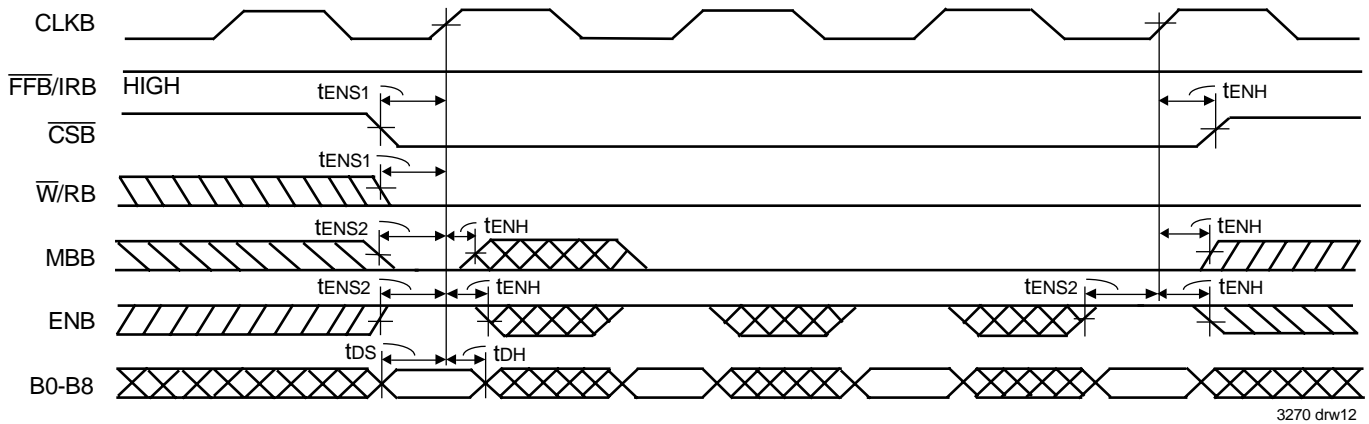 CLKB
FFB/IRB HIGH
tENS1 tENH
CSB
tENS1
W/RB
tENS2 tENH tENH
MBB
tENS2 tENH tENS2 tENH
ENB
tDS tDH
B0-B8
3270 drw12